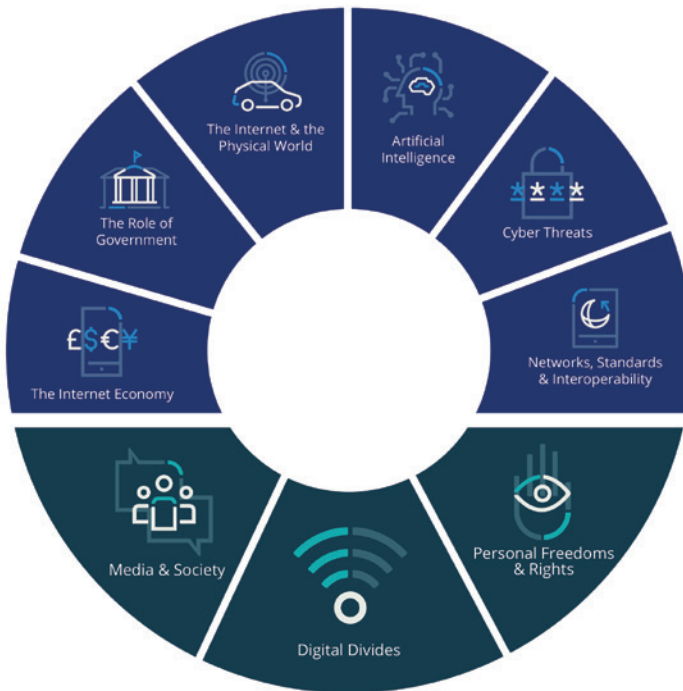 The Internet & the
Physical World
Artificial
Intelligence
The Role of
Government
* * * *
Cyber Threats
£$€¥
The Internet Economy
Networks, Standards
& Interoperability
Media & Society
Personal Freedoms
& Rights
Digital Divides